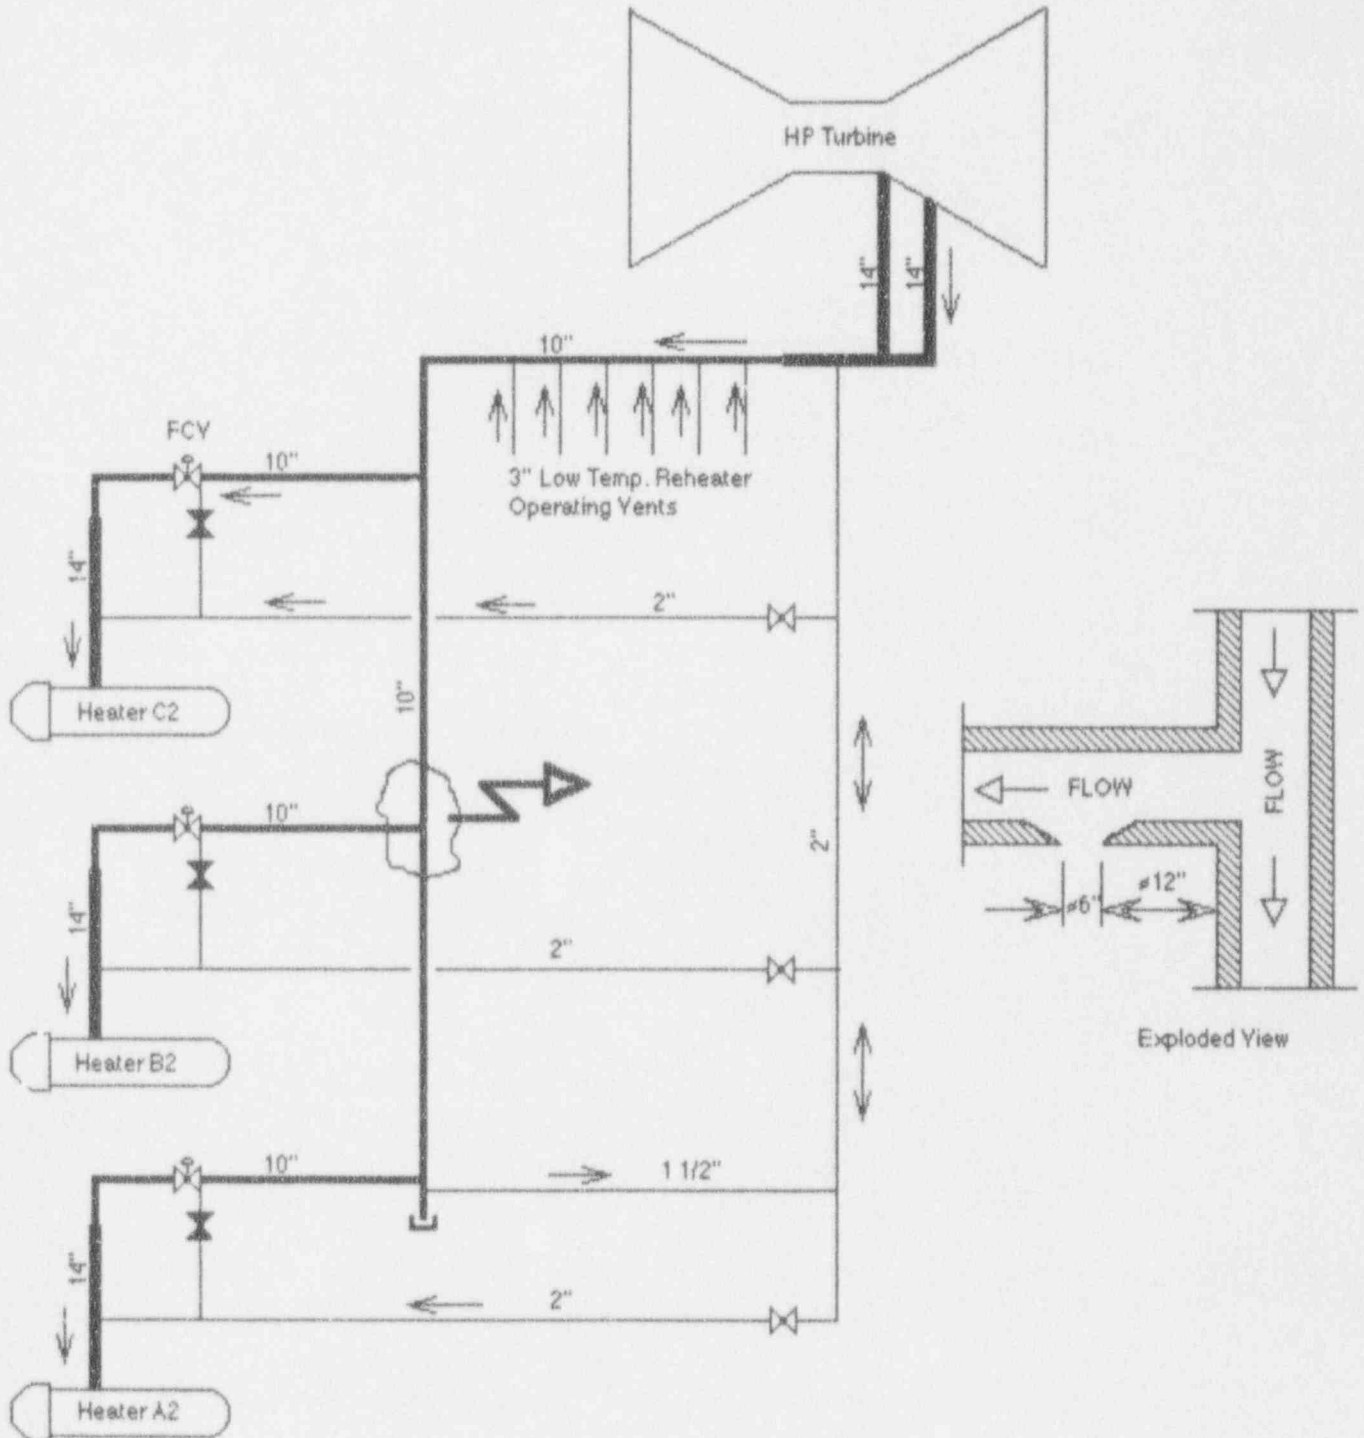 HP Turbine
14"
14"
10"
FCV
10"
3" Low Temp. Reheater
Operating Vents
14"
2"
10"
Heater C2
FLOW
FLOW
10"
2"
ø12"
ø6"
14"
2"
Exploded View
Heater B2
10"
1 1/2"
14"
2"
Heater A2